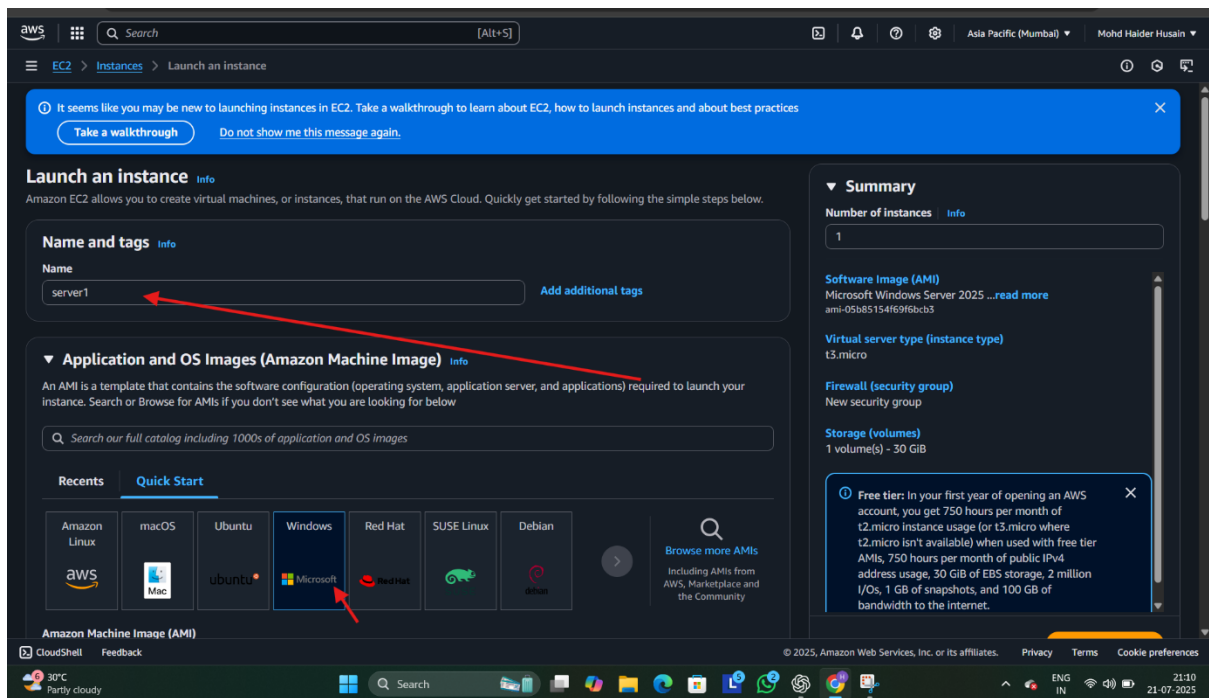 aws
Search [Alt+S]
Asia Pacific (Mumbai) ▼
Mohd Haider Husain ▼
EC2 > Instances > Launch an instance
It seems like you may be new to launching instances in EC2. Take a walkthrough to learn about EC2, how to launch instances and about best practices
Take a walkthrough
Do not show me this message again.
Launch an instance Info
Amazon EC2 allows you to create virtual machines, or instances, that run on the AWS Cloud. Quickly get started by following the simple steps below.
Name and tags Info
Name
server1
Add additional tags
▼ Application and OS Images (Amazon Machine Image) Info
An AMI is a template that contains the software configuration (operating system, application server, and applications) required to launch your
instance. Search or Browse for AMIs if you don't see what you are looking for
below
Search our full catalog including 1000s of application and OS images
Recents
Quick Start
Amazon
Linux
aws
macOS
Mac
Ubuntu
ubuntu
Windows
Microsoft
Red Hat
Red Hat
SUSE Linux
Debian
debian
Browse more AMIs
Including AMIs from
AWS, Marketplace and
the Community
Amazon Machine Image (AMI)
▼ Summary
Number of instances Info
1
Software Image (AMI)
Microsoft Windows Server 2025 ...read more
ami-05b85154f69f6bcb3
Virtual server type (instance type)
t3.micro
Firewall (security group)
New security group
Storage (volumes)
1 volume(s) - 30 GiB
Free tier: In your first year of opening an AWS
account, you get 750 hours per month of
t2.micro instance usage (or t3.micro where
t2.micro isn't available) when used with free tier
AMIs, 750 hours per month of public IPv4
address usage, 30 GiB of EBS storage, 2 million
I/Os, 1 GB of snapshots, and 100 GB of
bandwidth to the internet.
CloudShell Feedback
© 2025, Amazon Web Services, Inc. or its affiliates. Privacy Terms Cookie preferences
30°C
Partly cloudy
Search
ENG
IN
21:10
21-07-2025